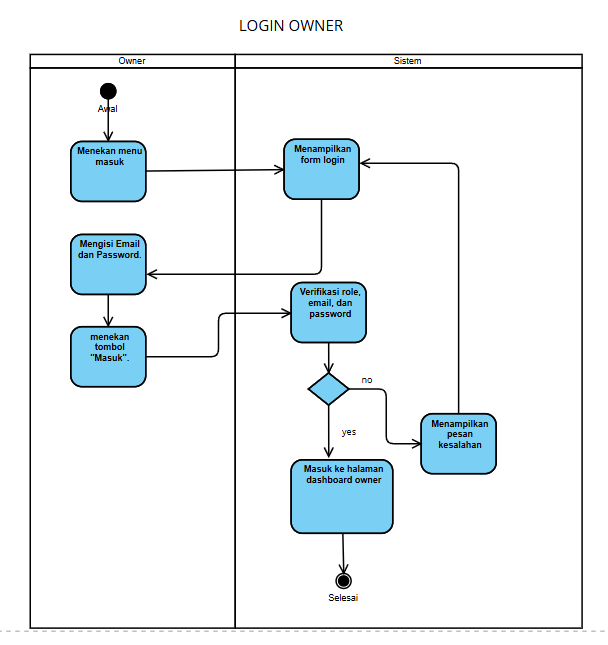 LOGIN OWNER
Owner
Sistem
Awal
Menekan menu
masuk
Menampilkan
form login
Mengisi Email
dan Password.
menekan
tombol
"Masuk".
Verifikasi role,
email, dan
password
no
yes
Menampilkan
pesan
kesalahan
Masuk ke halaman
dashboard owner
Selesai